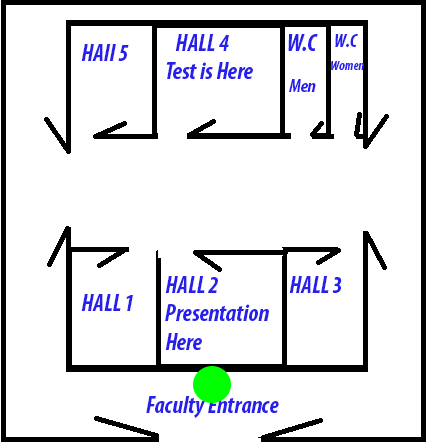 HAll 5
HALL 4
Test is Here
W.C
Men
W.C
Women
HALL 1
HALL 2
Presentation
Here
HALL 3
Faculty Entrance